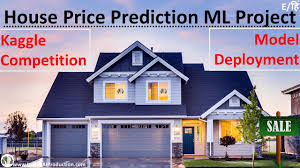 House Price Prediction ML Project
Kaggle
Competition
Model
Deployment
SALE